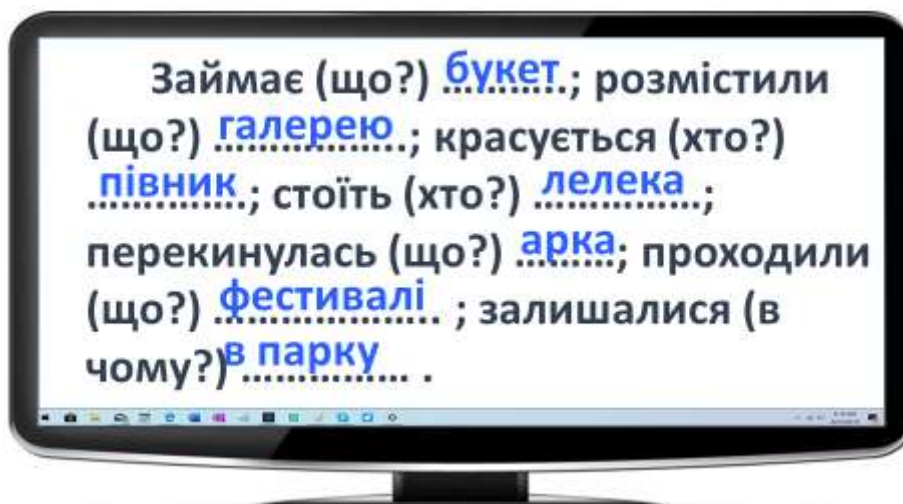 Займає (що?) букет.; розмістили
(що?) галерею.; красується (хто?)
півник.; стоїть (хто?) лелека;
перекинулась (що?) арка; проходили
(що?) фестивалі ; залишалися (в
чому?) в парку .